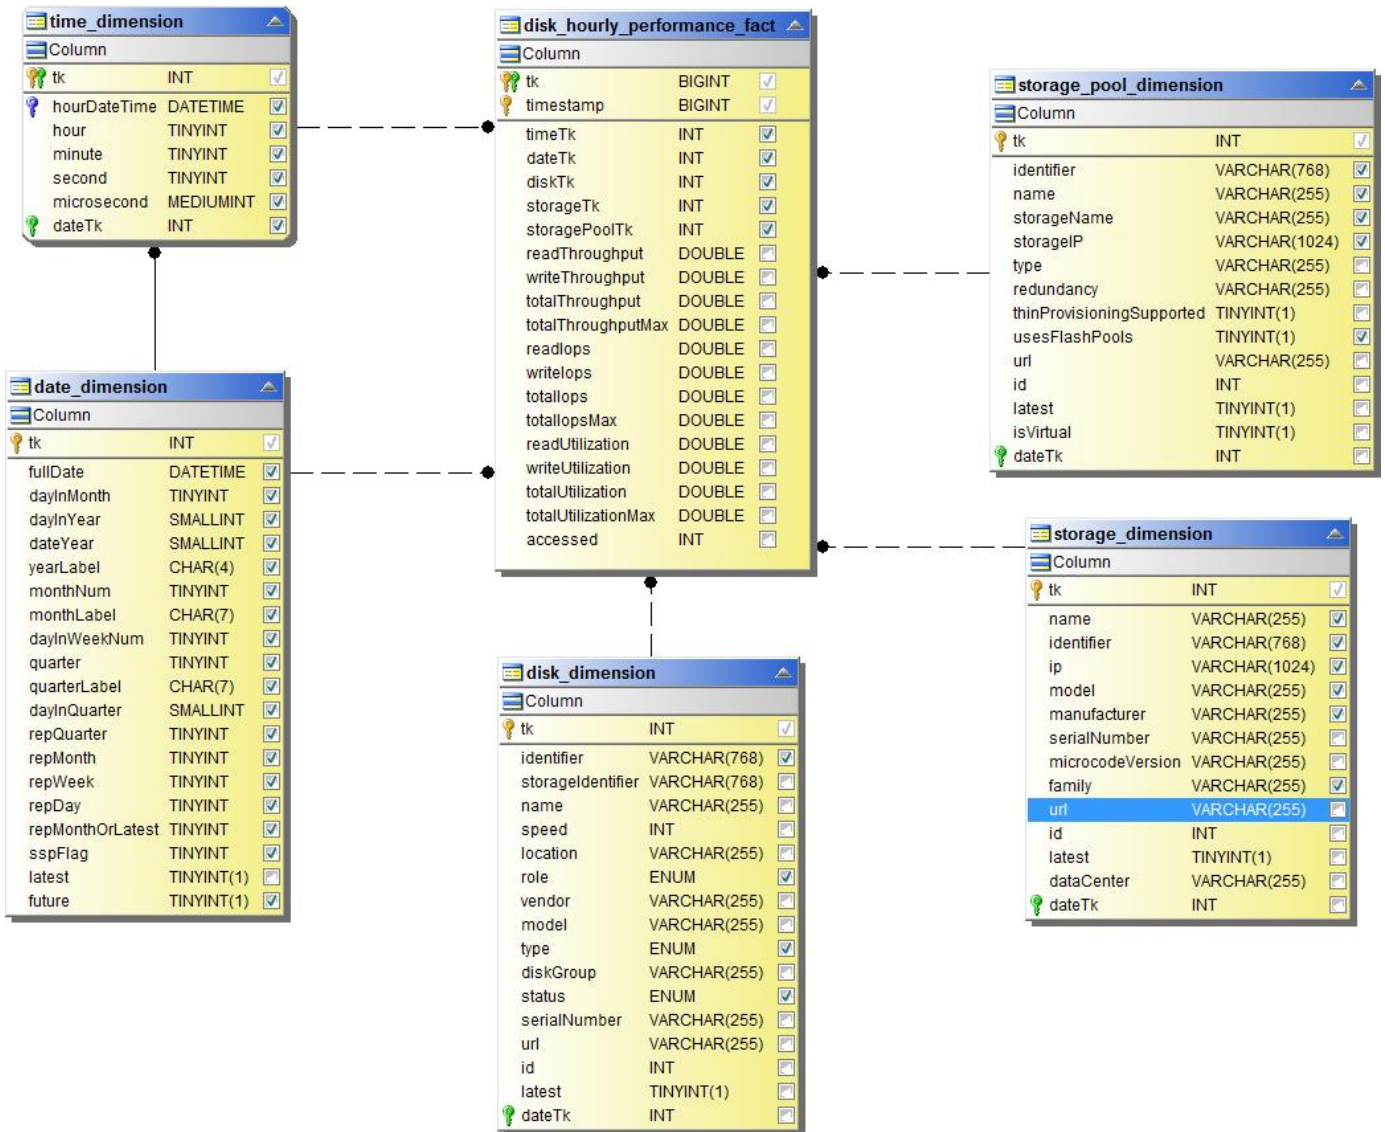 time_dimension
Column
tk INT
hourDateTime DATETIME
hour TINYINT
minute TINYINT
second TINYINT
microsecond MEDIUMINT
dateTk INT
disk_hourly_performance_fact
Column
tk BIGINT
timestamp BIGINT
timeTk INT
dateTk INT
diskTk INT
storageTk INT
storagePoolTk INT
readThroughput DOUBLE
writeThroughput DOUBLE
totalThroughput DOUBLE
totalThroughputMax DOUBLE
readIops DOUBLE
writeIops DOUBLE
totalIops DOUBLE
totalIopsMax DOUBLE
readUtilization DOUBLE
writeUtilization DOUBLE
totalUtilization DOUBLE
totalUtilizationMax DOUBLE
accessed INT
storage_pool_dimension
Column
tk INT
identifier VARCHAR(768)
name VARCHAR(255)
storageName VARCHAR(255)
storageIP VARCHAR(1024)
type VARCHAR(255)
redundancy VARCHAR(255)
thinProvisioningSupported TINYINT(1)
usesFlashPools TINYINT(1)
url VARCHAR(255)
id INT
latest TINYINT(1)
isVirtual TINYINT(1)
dateTk INT
date_dimension
Column
tk INT
fullDate DATETIME
dayInMonth TINYINT
dayInYear SMALLINT
dateYear SMALLINT
yearLabel CHAR(4)
monthNum TINYINT
monthLabel CHAR(7)
dayInWeekNum TINYINT
quarter TINYINT
quarterLabel CHAR(7)
dayInQuarter SMALLINT
repQuarter TINYINT
repMonth TINYINT
repWeek TINYINT
repDay TINYINT
repMonthOrLatest TINYINT
sspFlag TINYINT
latest TINYINT(1)
future TINYINT(1)
storage_dimension
Column
tk INT
name VARCHAR(255)
identifier VARCHAR(768)
ip VARCHAR(1024)
model VARCHAR(255)
manufacturer VARCHAR(255)
serialNumber VARCHAR(255)
microcodeVersion VARCHAR(255)
family VARCHAR(255)
url VARCHAR(255)
id INT
latest TINYINT(1)
dataCenter VARCHAR(255)
dateTk INT
disk_dimension
Column
tk INT
identifier VARCHAR(768)
storageIdentifier VARCHAR(768)
name VARCHAR(255)
speed INT
location VARCHAR(255)
role ENUM
vendor VARCHAR(255)
model VARCHAR(255)
type ENUM
diskGroup VARCHAR(255)
status ENUM
serialNumber VARCHAR(255)
url VARCHAR(255)
id INT
latest TINYINT(1)
dateTk INT